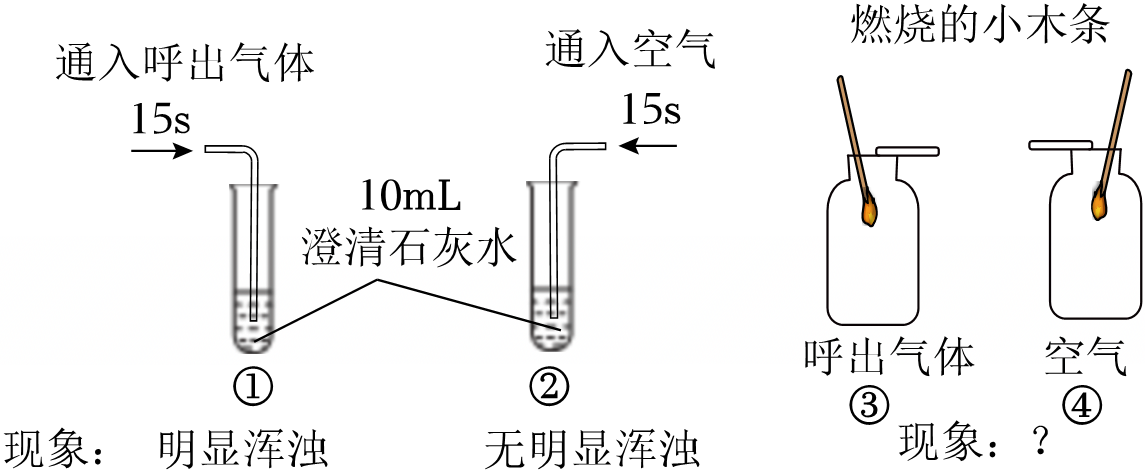 通入呼出气体
15s
通入空气
15s
10mL
澄清石灰水
①
②
现象： 明显浑浊 无明显浑浊
燃烧的小木条
呼出气体
空气
③
④
现象：？